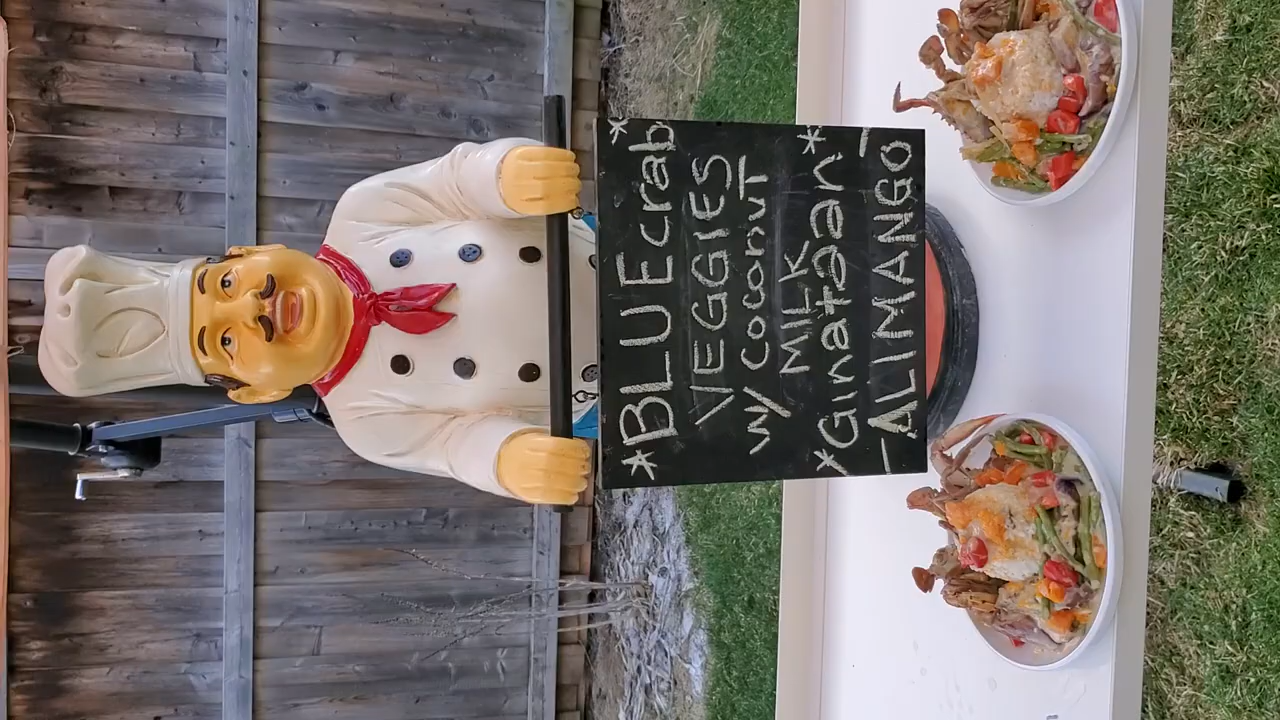 *BLUE crab*
VEGGIES
w/ COCONUT
MILK
*Ginataan*
-ALIMANGO-